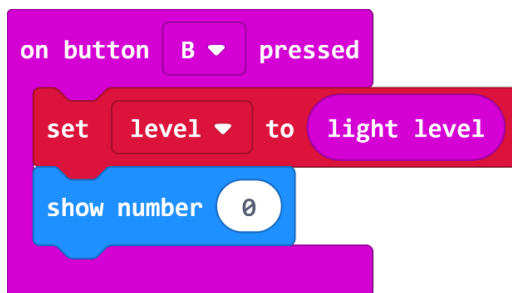 on button B pressed
set level to light level
show number 0